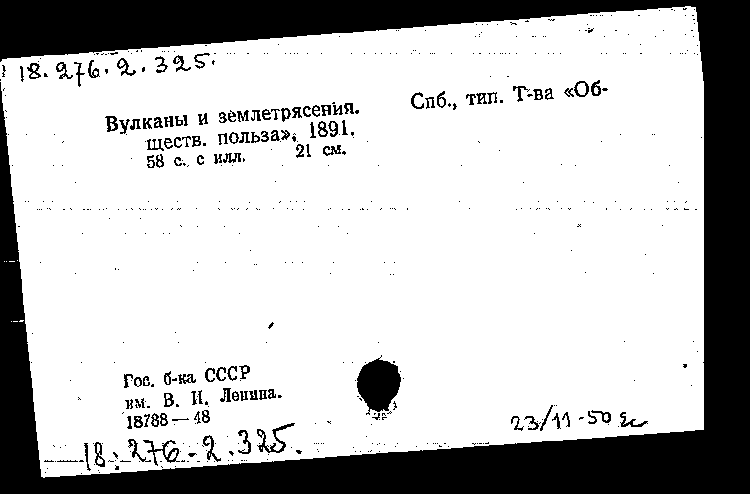 18.276.2.325.
Вулканы и землетрясения. Спб., тип. Т-ва «Об-
ществ. польза», 1891.
58 с. с илл. 21 см.
Гос. б-ка СССР
им. В. И. Ленина.
18788—48
23/11-50
18.276-2.325.